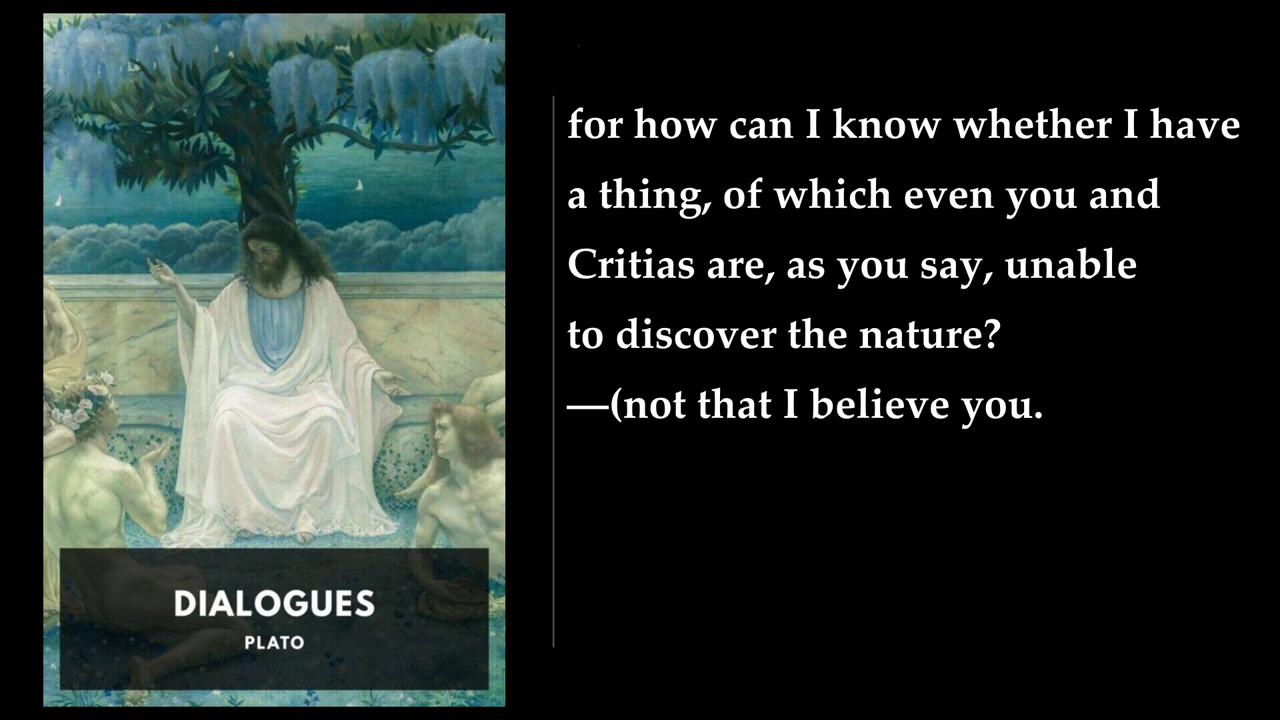 DIALOGUES
PLATO
for how can I know whether I have
a thing, of which even you and
Critias are, as you say, unable
to discover the nature?
—(not that I believe you.